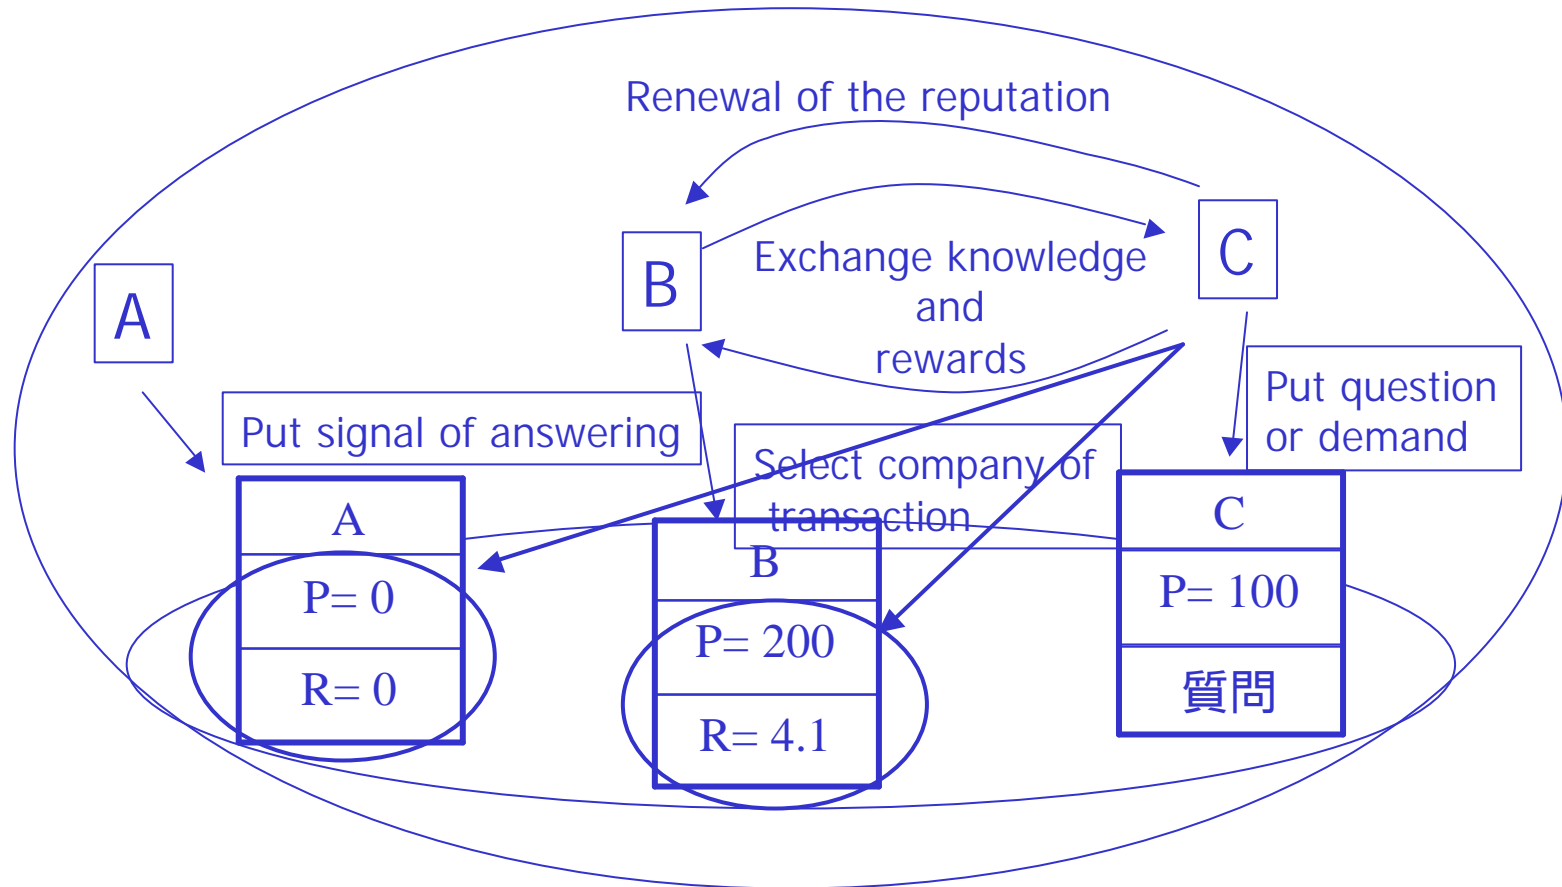 Renewal of the reputation
A
B
C
Exchange knowledge
and
rewards
Put signal of answering
Select company of
transaction
Put question
or demand
A
P= 0
R= 0
B
P= 200
R= 4.1
C
P= 100
質問